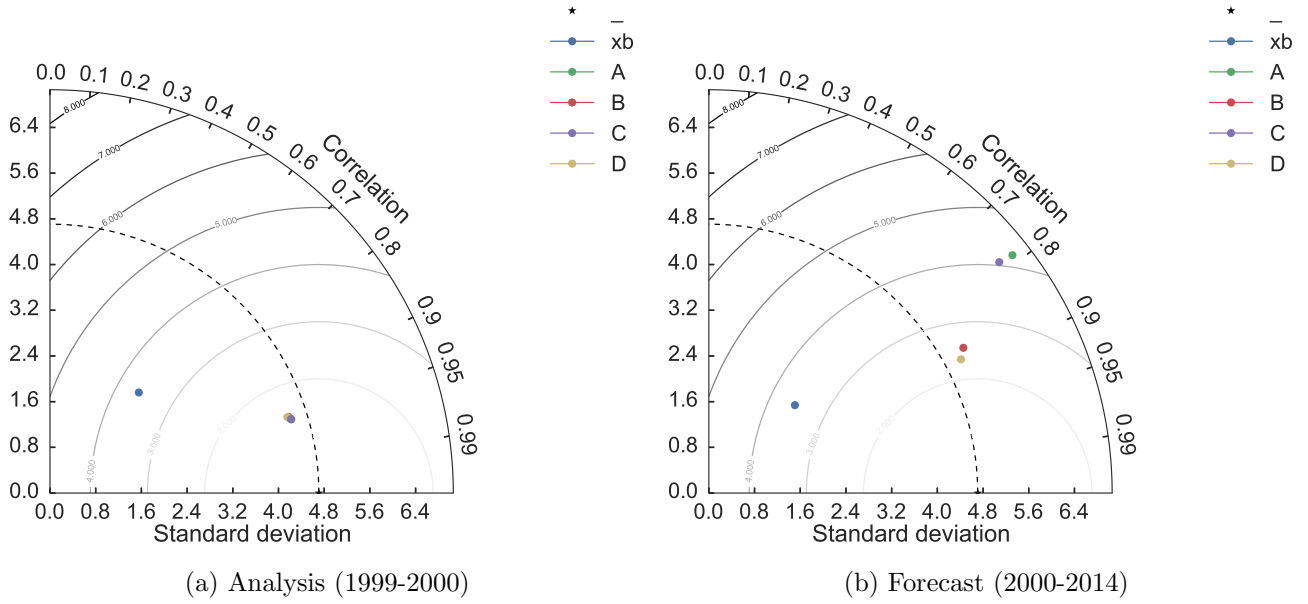 _
xb
A
B
C
D
0.0 0.1 0.2 0.3 0.4 0.5 0.6 0.7 0.8 0.9 0.95 0.99
Correlation
6.4
5.6
4.8
4.0
3.2
2.4
1.6
0.8
0.0
8.000
7.000
6.000
5.000
4.000
3.000
2.000
0.0 0.8 1.6 2.4 3.2 4.0 4.8 5.6 6.4
Standard deviation
(a) Analysis (1999-2000)
_
xb
A
B
C
D
0.0 0.1 0.2 0.3 0.4 0.5 0.6 0.7 0.8 0.9 0.95 0.99
Correlation
6.4
5.6
4.8
4.0
3.2
2.4
1.6
0.8
0.0
8.000
7.000
6.000
5.000
4.000
3.000
2.000
0.0 0.8 1.6 2.4 3.2 4.0 4.8 5.6 6.4
Standard deviation
(b) Forecast (2000-2014)